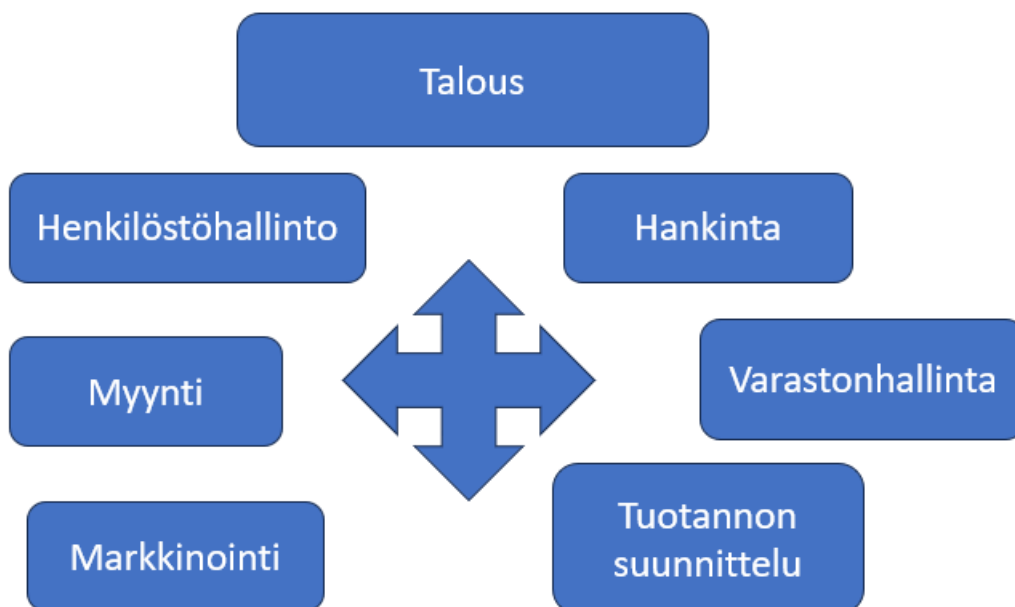 Talous
Henkilöstöhallinto
Hankinta
Myynti
Varastonhallinta
Markkinointi
Tuotannon
suunnittelu